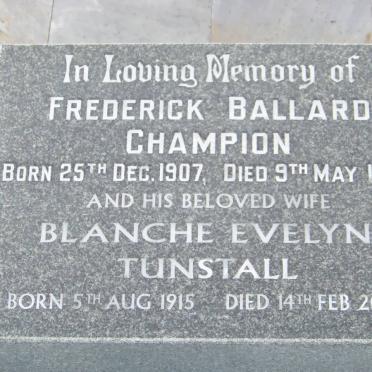 In Loving Memory of
FREDERICK BALLARD
CHAMPION
BORN 25TH DEC. 1907, DIED 9TH MAY
AND HIS BELOVED WIFE
BLANCHE EVELYN
TUNSTALL
BORN 5TH AUG 1915 DIED 14TH FEB